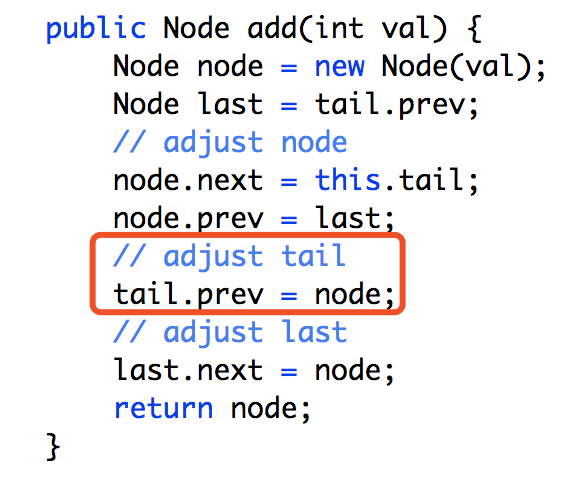 public Node add(int val) {
    Node node = new Node(val);
    Node last = tail.prev;
    // adjust node
    node.next = this.tail;
    node.prev = last;
    // adjust tail
    tail.prev = node;
    // adjust last
    last.next = node;
    return node;
}